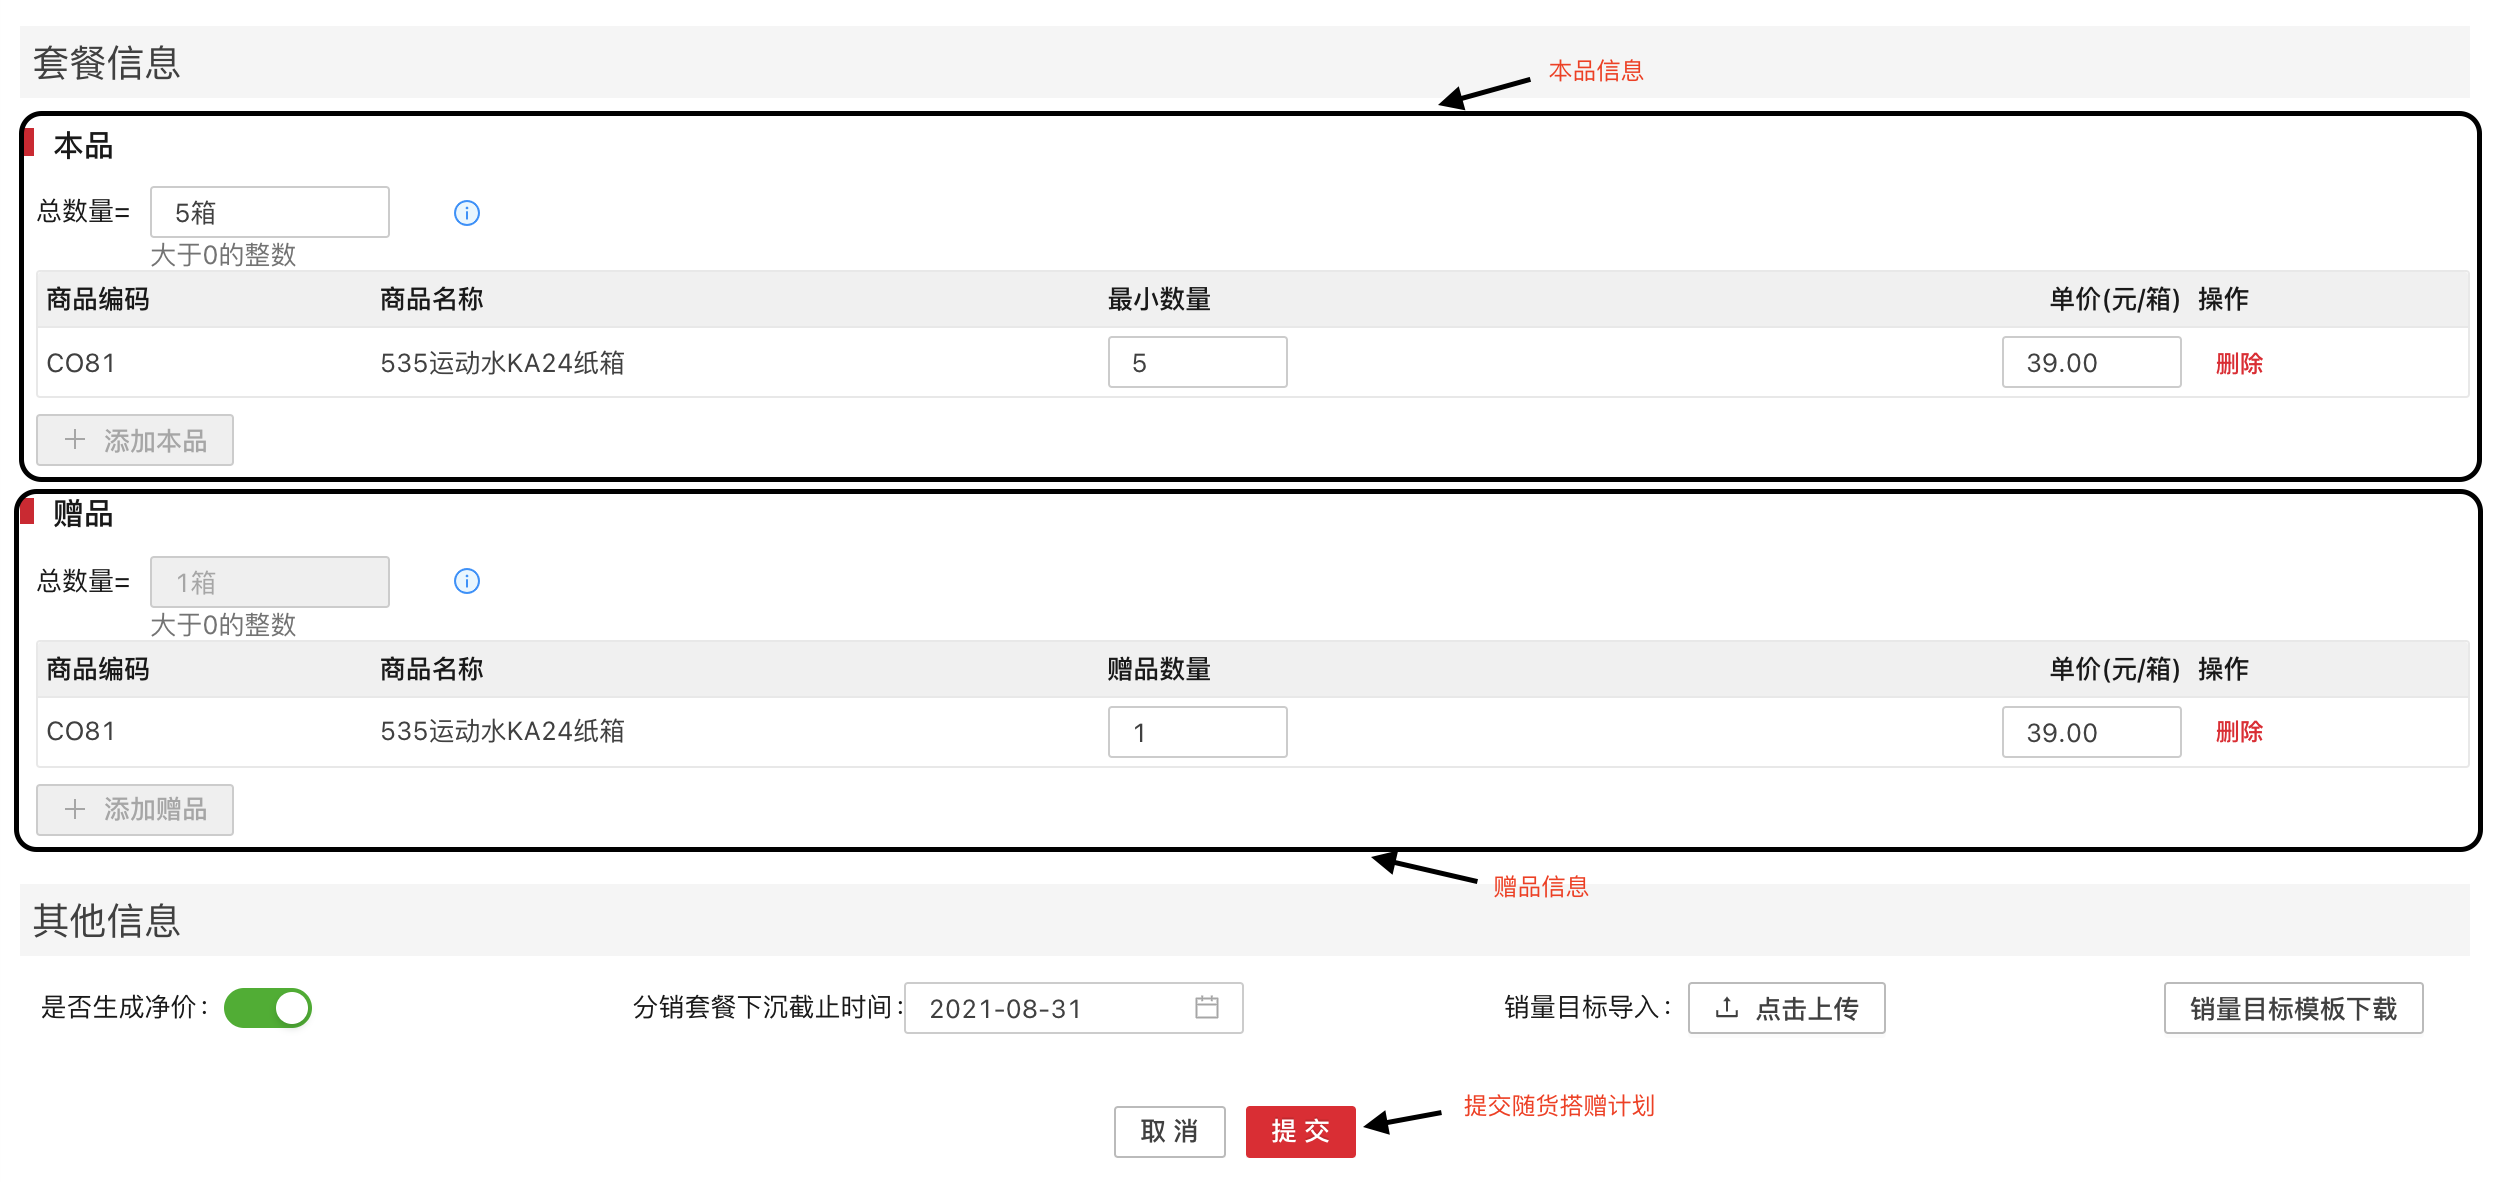 套餐信息
本品信息
本品
总数量= 5箱
大于0的整数
商品编码 商品名称 最小数量 单价(元/箱) 操作
CO81 535运动水KA24纸箱 5 39.00 删除
添加本品
赠品
总数量= 1箱
大于0的整数
商品编码 商品名称 赠品数量 单价(元/箱) 操作
CO81 535运动水KA24纸箱 1 39.00 删除
添加赠品
赠品信息
其他信息
是否生成净价: 分销套餐下沉截止时间: 2021-08-31 销量目标导入: 点击上传 销量目标模板下载
取消 提交 提交随货搭赠计划